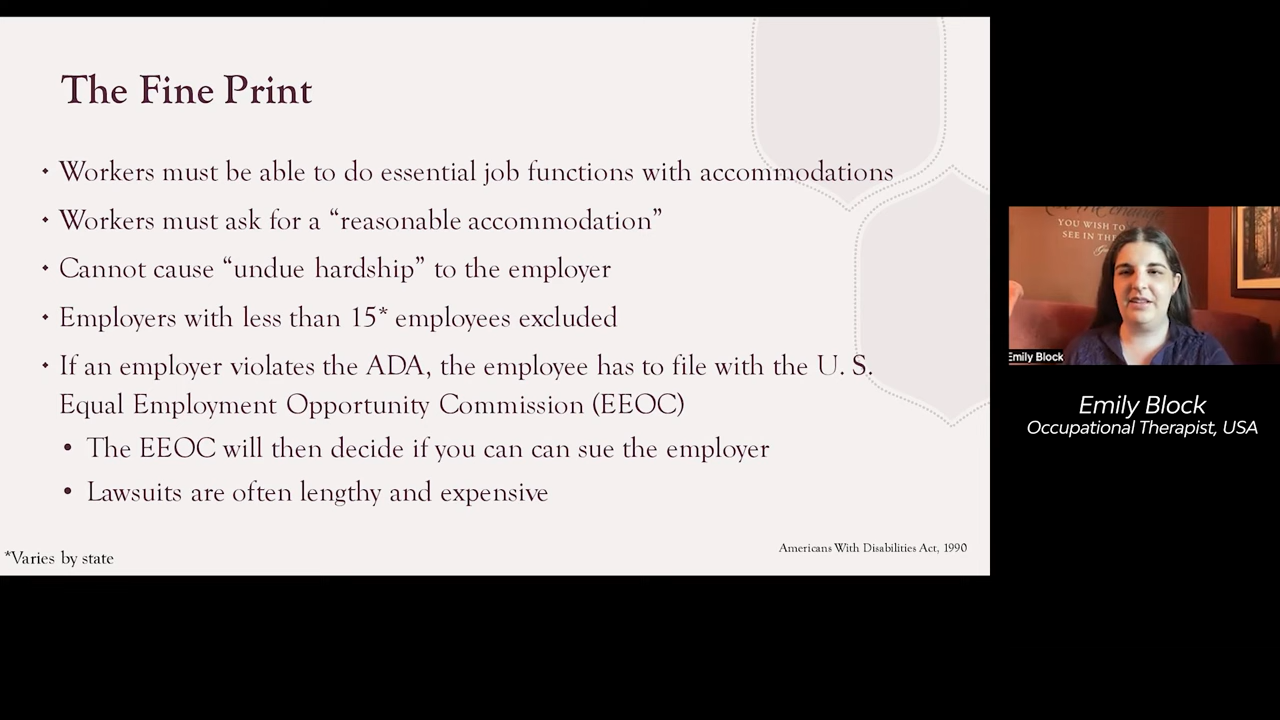 The Fine Print
Workers must be able to do essential job functions with accommodations
Workers must ask for a “reasonable accommodation”
Cannot cause “undue hardship” to the employer
Employers with less than 15* employees excluded
If an employer violates the ADA, the employee has to file with the U. S.
Equal Employment Opportunity Commission (EEOC)
The EEOC will then decide if you can can sue the employer
Lawsuits are often lengthy and expensive
Americans With Disabilities Act, 1990
*Varies by state
YOU WISH TO
SEE IN THE
Emily Block
Emily Block
Occupational Therapist, USA